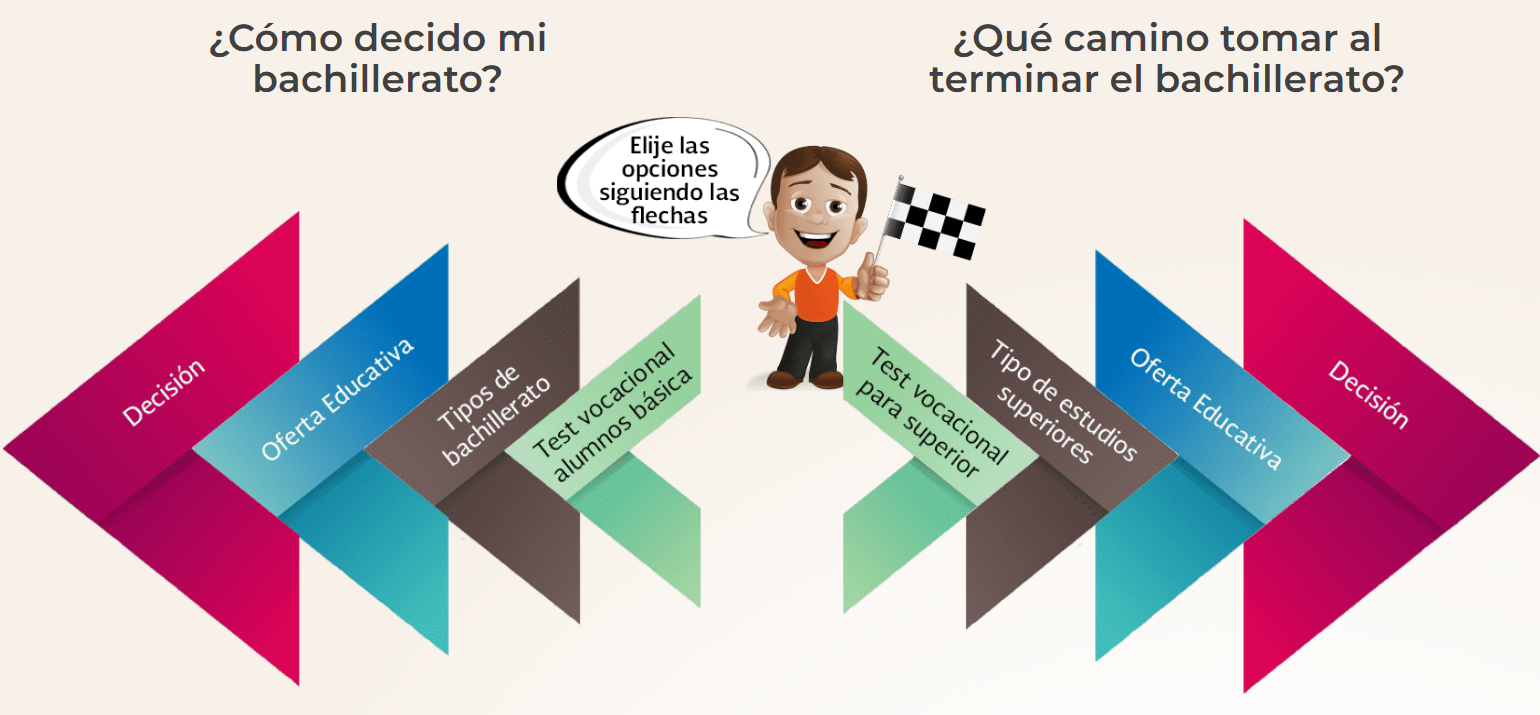 ¿Cómo decido mi
bachillerato?
¿Qué camino tomar al
terminar el bachillerato?
Elije las
opciones
siguiendo las
flechas
Decisión
Oferta Educativa
Tipos de
bachillerato
Test vocacional
alumnos básica
Test vocacional
para superior
Tipo de estudios
superiores
Oferta Educativa
Decisión